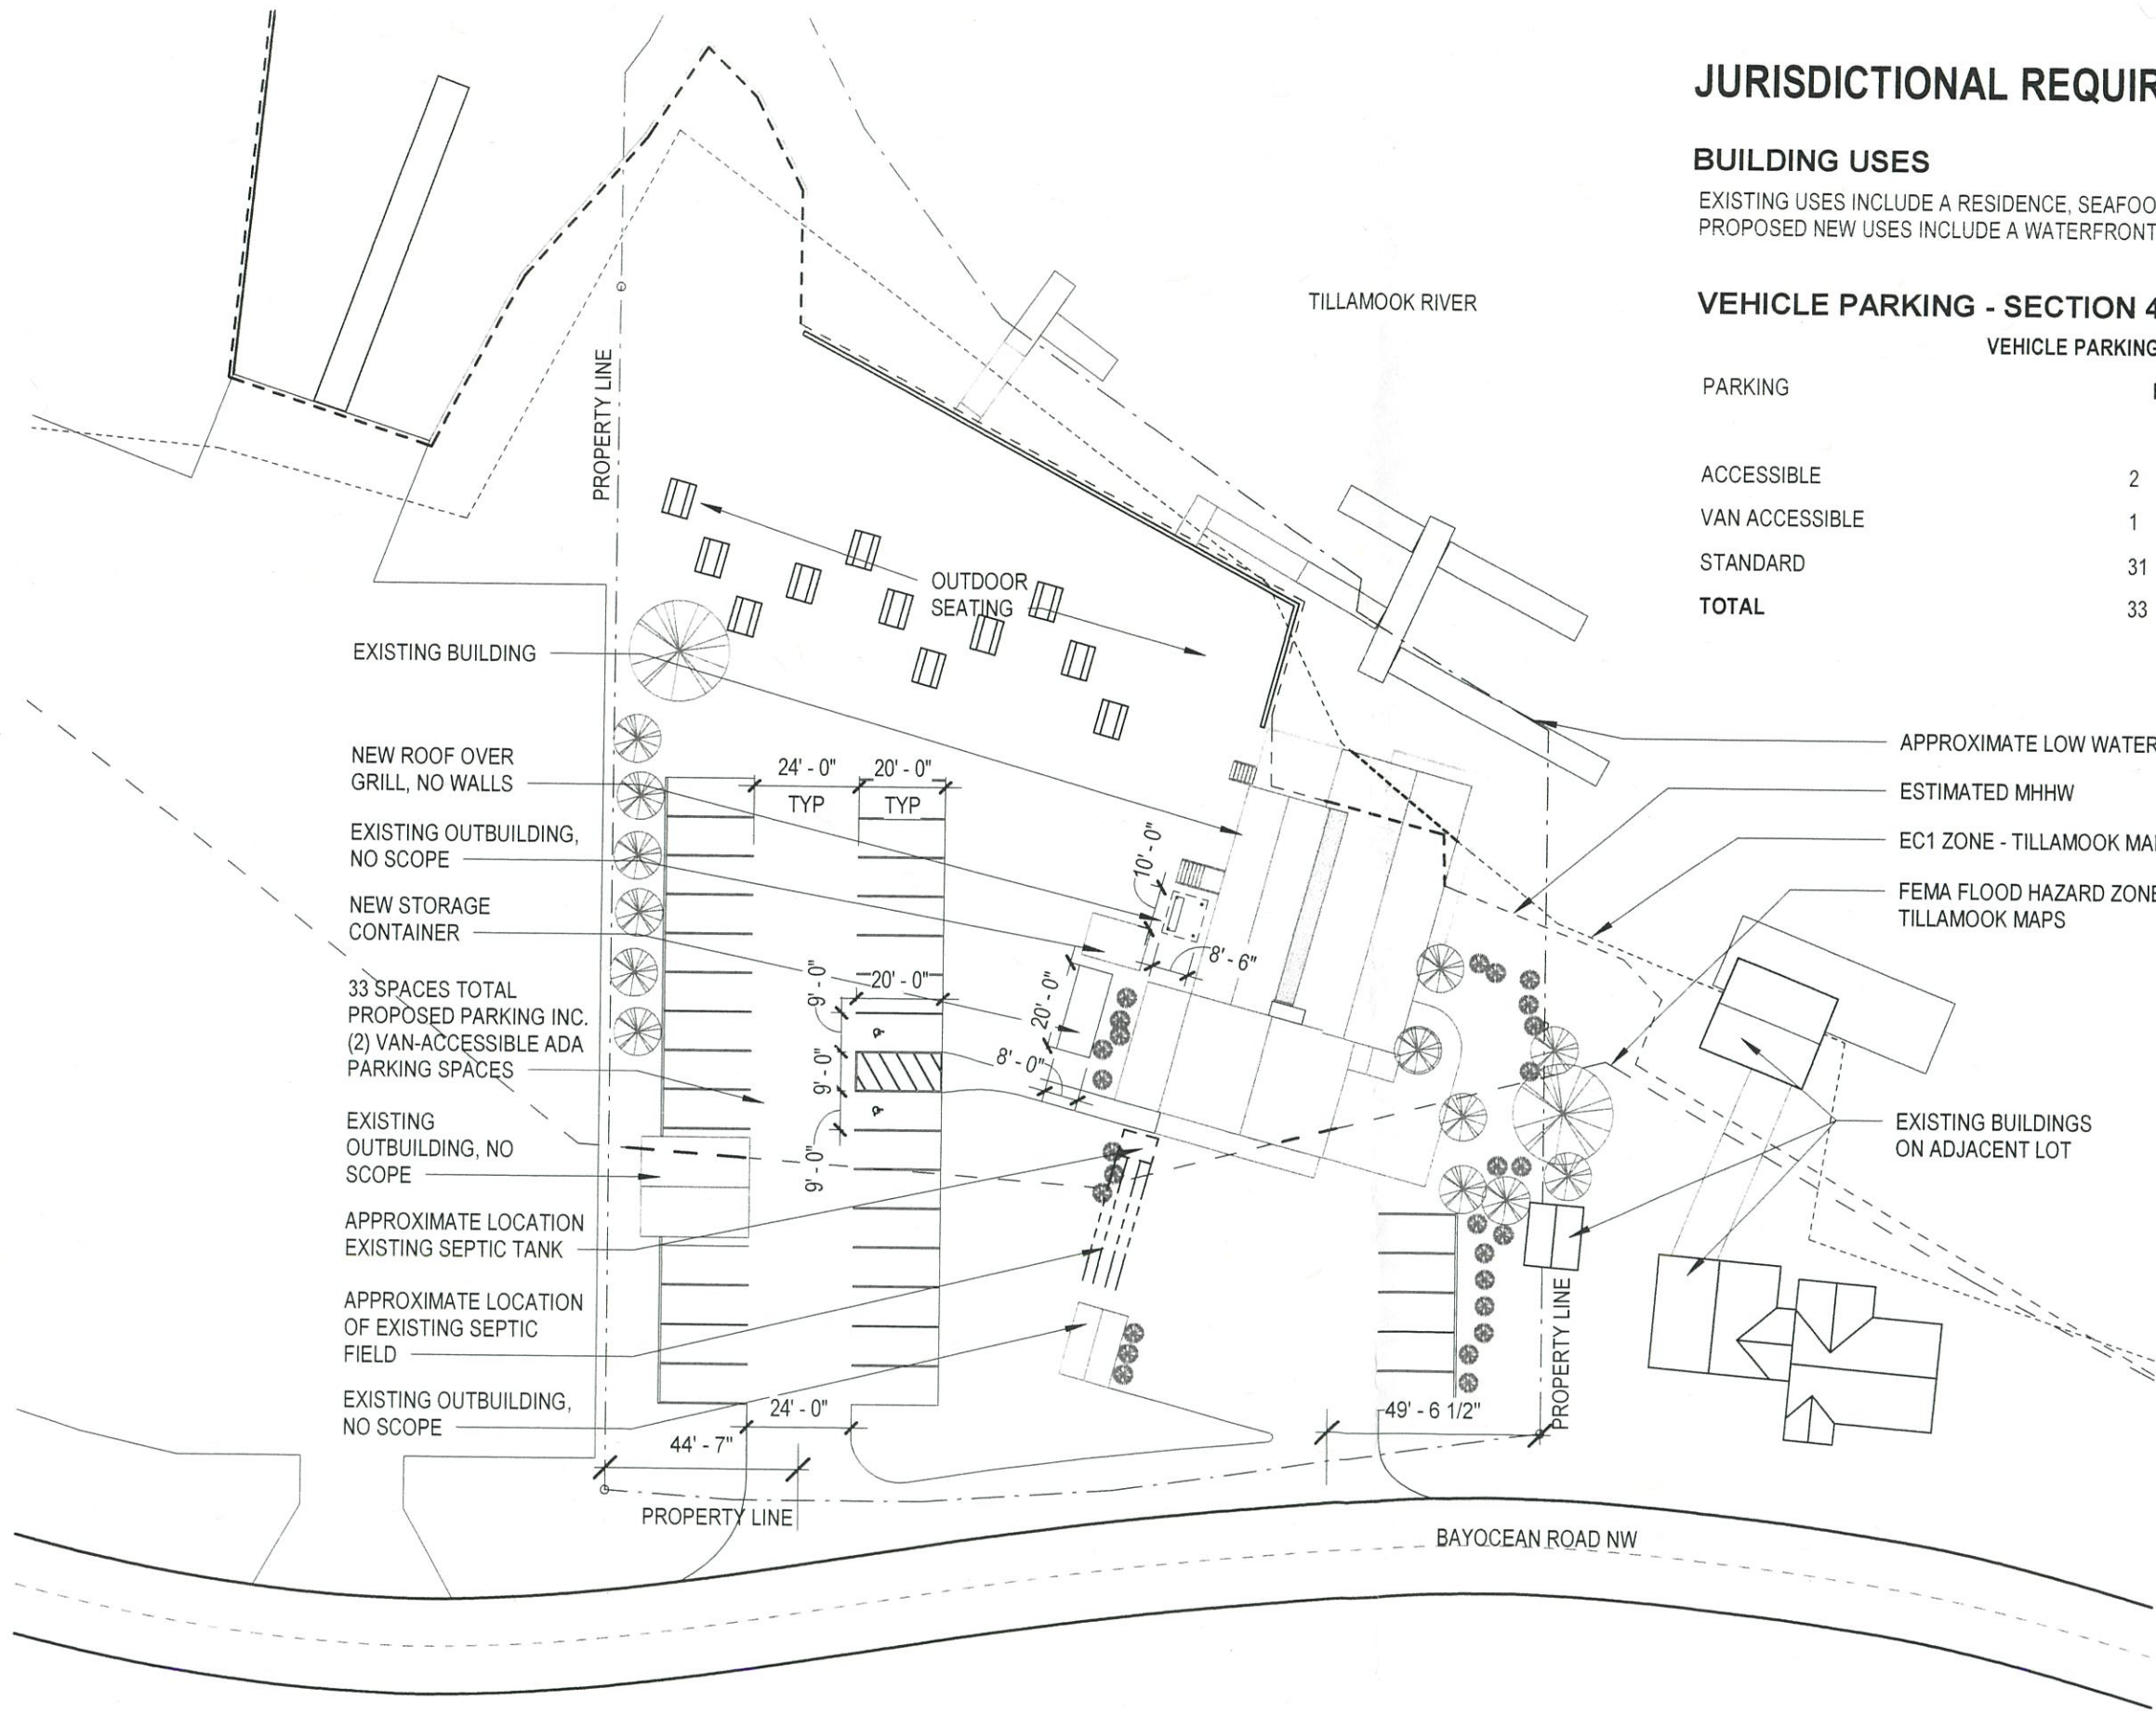 JURISDICTIONAL REQUIR
BUILDING USES
EXISTING USES INCLUDE A RESIDENCE, SEAFOO
PROPOSED NEW USES INCLUDE A WATERFRONT
VEHICLE PARKING - SECTION 4
VEHICLE PARKING
PARKING
ACCESSIBLE 2
VAN ACCESSIBLE 1
STANDARD 31
TOTAL 33
TILLAMOOK RIVER
PROPERTY LINE
OUTDOOR
SEATING
EXISTING BUILDING
NEW ROOF OVER
GRILL, NO WALLS
EXISTING OUTBUILDING,
NO SCOPE
NEW STORAGE
CONTAINER
33 SPACES TOTAL
PROPOSED PARKING INC.
(2) VAN-ACCESSIBLE ADA
PARKING SPACES
EXISTING
OUTBUILDING, NO
SCOPE
APPROXIMATE LOCATION
EXISTING SEPTIC TANK
APPROXIMATE LOCATION
OF EXISTING SEPTIC
FIELD
EXISTING OUTBUILDING,
NO SCOPE
24' - 0"
TYP
20' - 0"
TYP
9' - 0"
20' - 0"
9' - 0"
9' - 0"
10' - 0"
8' - 6"
20' - 0"
8' - 0"
APPROXIMATE LOW WATER
ESTIMATED MHHW
EC1 ZONE - TILLAMOOK MA
FEMA FLOOD HAZARD ZONE
TILLAMOOK MAPS
EXISTING BUILDINGS
ON ADJACENT LOT
PROPERTY LINE
24' - 0"
44' - 7"
49' - 6 1/2"
PROPERTY LINE
BAYOCEAN ROAD NW